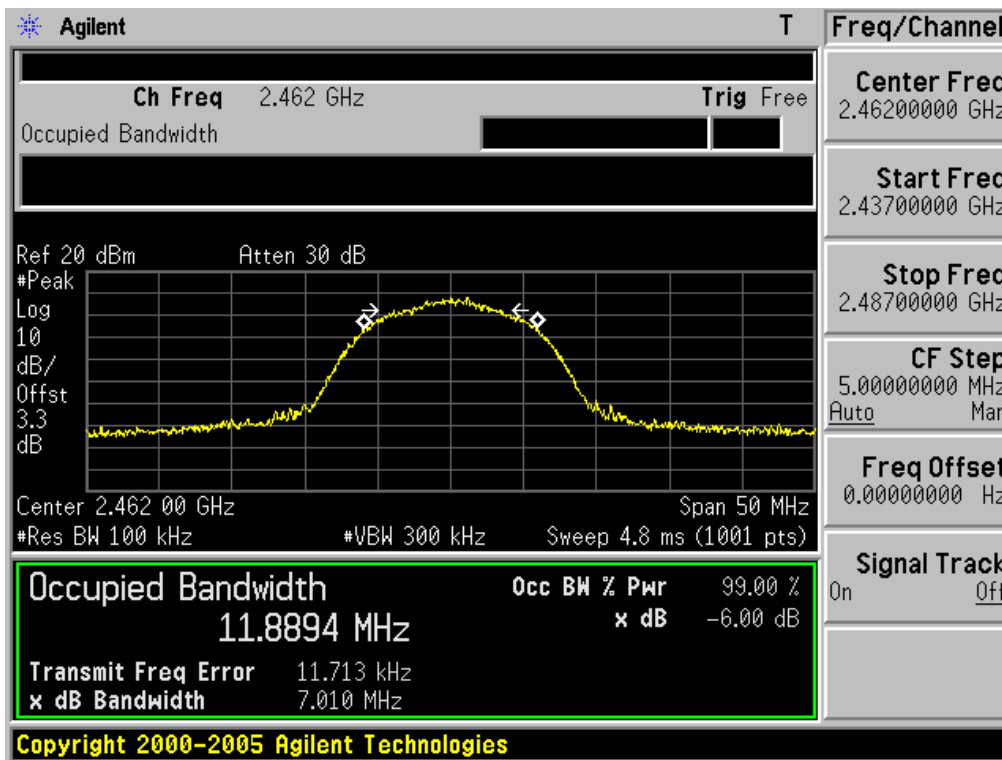 Agilent T Freq/Channel
Ch Freq 2.462 GHz Trig Free
Occupied Bandwidth
Center Freq
2.46200000 GHz
Start Freq
2.43700000 GHz
Stop Freq
2.48700000 GHz
CF Step
5.00000000 MHz
Auto Man
Freq Offset
0.00000000 Hz
Signal Track
On Off
Ref 20 dBm Atten 30 dB
#Peak
Log
10
dB/
Offst
3.3
dB
Center 2.462 00 GHz Span 50 MHz
#Res BW 100 kHz #VBW 300 kHz Sweep 4.8 ms (1001 pts)
Occupied Bandwidth Occ BW % Pwr 99.00 %
11.8894 MHz x dB -6.00 dB
Transmit Freq Error 11.713 kHz
x dB Bandwidth 7.010 MHz
Copyright 2000-2005 Agilent Technologies